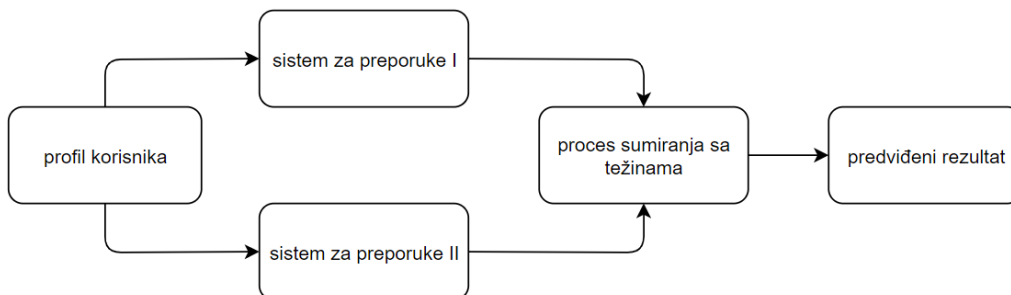 sistem za preporuke I
profil korisnika
proces sumiranja sa
težinama
predviđeni rezultat
sistem za preporuke II